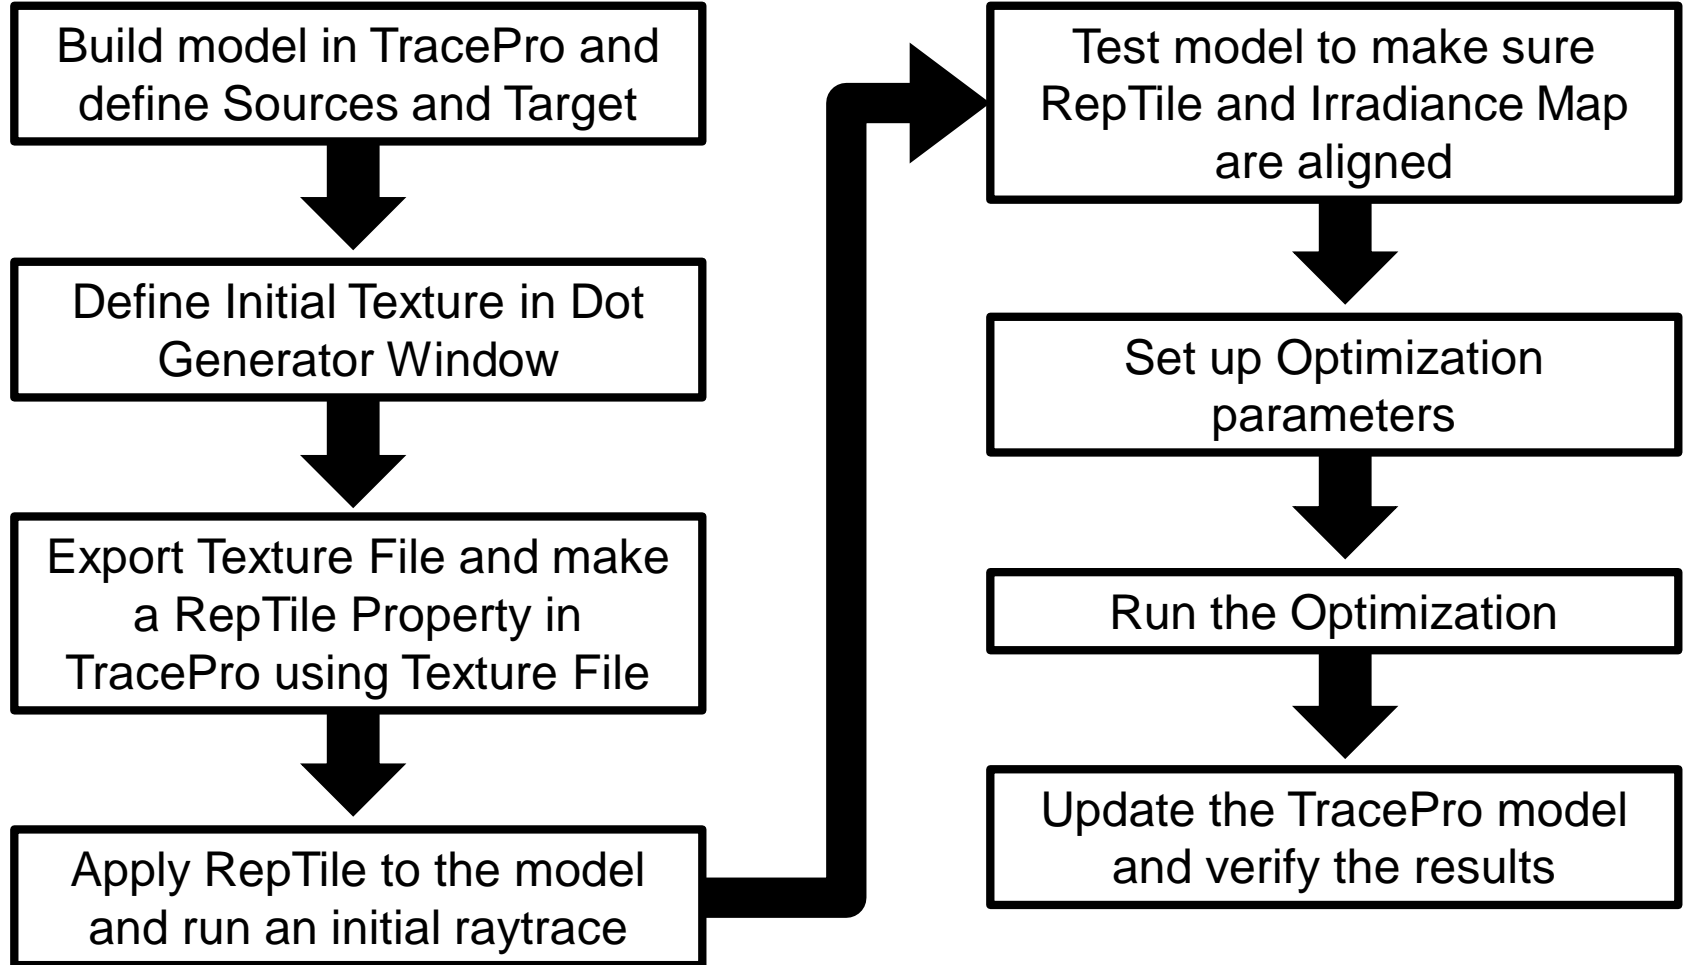 Build model in TracePro and
define Sources and Target
Define Initial Texture in Dot
Generator Window
Export Texture File and make
a RepTile Property in
TracePro using Texture File
Apply RepTile to the model
and run an initial raytrace
Test model to make sure
RepTile and Irradiance Map
are aligned
Set up Optimization
parameters
Run the Optimization
Update the TracePro model
and verify the results